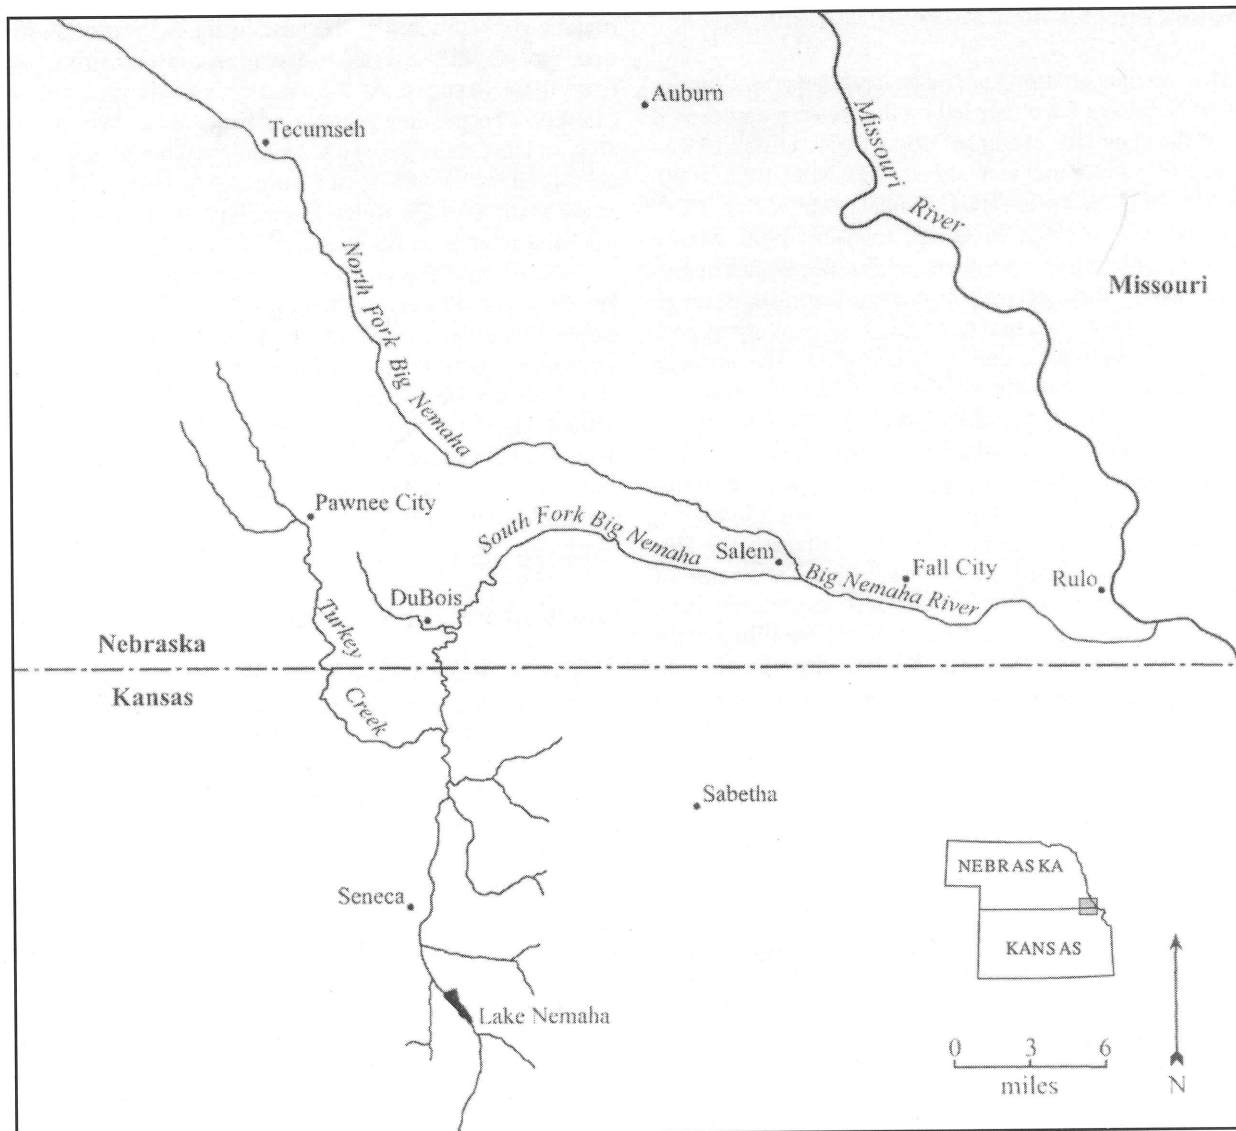 Auburn
Tecumseh
Missouri
River
Missouri
North Fork Big Nemaha
Pawnee City
South Fork Big Nemaha
Salem
Big Nemaha River
Fall City
Rulo
DuBois
Turkey
Creek
Nebraska
Kansas
Sabetha
Seneca
Lake Nemaha
NEBRASKA
KANSAS
0 3 6
miles
N